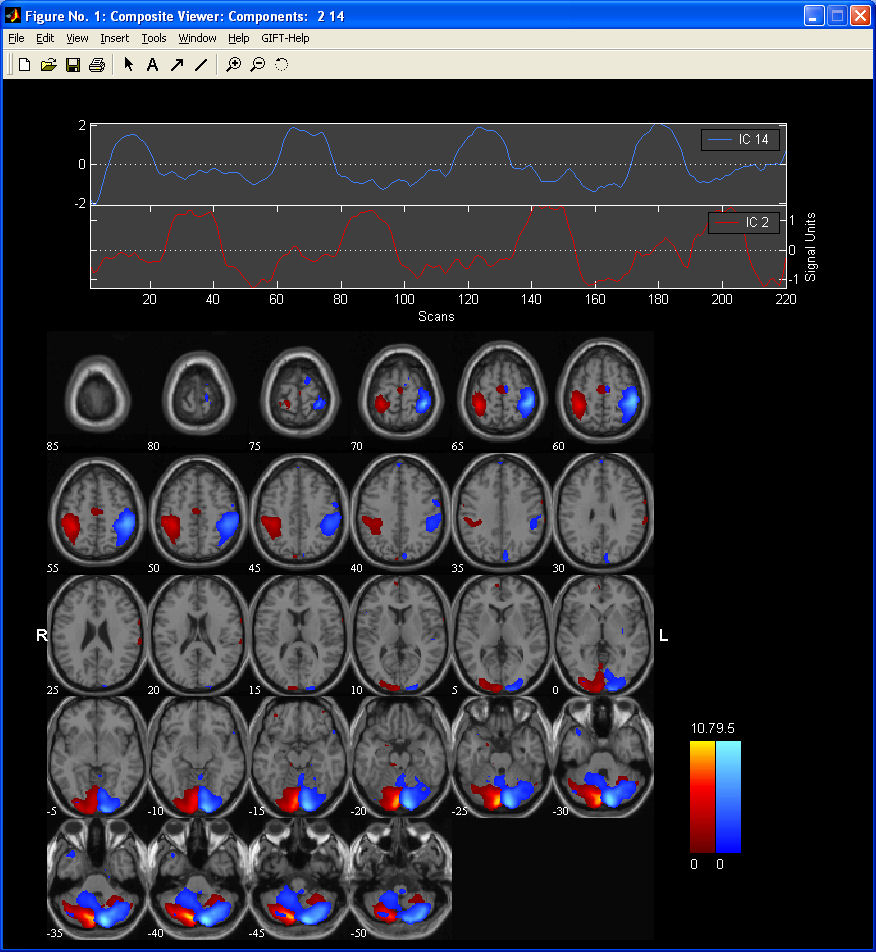 Figure No. 1: Composite Viewer: Components: 2 14
File Edit View Insert Tools Window Help GIFT-Help
A
2
0
-2
IC 14
1
0
-1
IC 2
Signal Units
20 40 60 80 100 120 140 160 180 200 220
Scans
85 80 75 70 65 60
55 50 45 40 35 30
R L
25 20 15 10 5 0
-5 -10 -15 -20 -25 -30
10.79.5
0 0
-35 -40 -45 -50